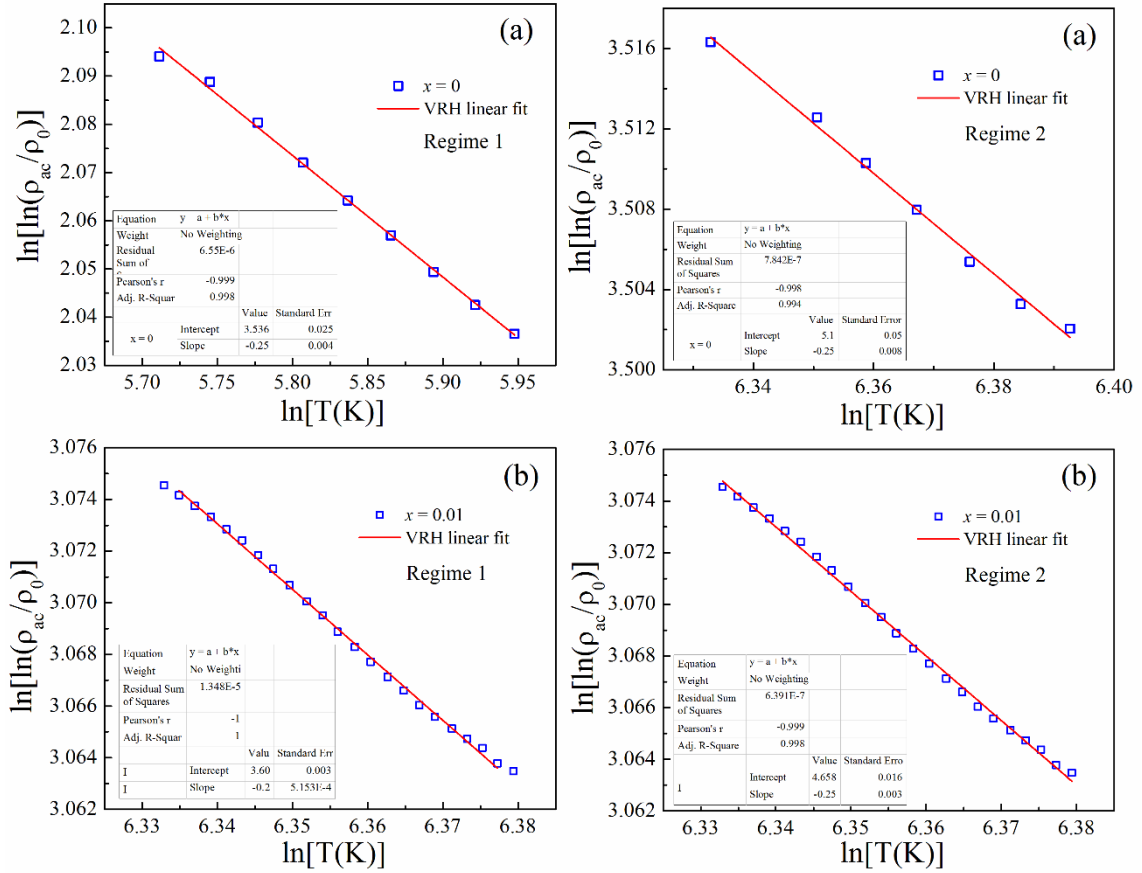 (a)
x = 0
VRH linear fit
Regime 1
ln[ln(ρac/ρ0)]
2.10
2.09
2.08
2.07
2.06
2.05
2.04
2.03
Equation y = a + b*x
Weight No Weighting
Residual 6.55E-6
Sum of
Pearson's r -0.999
Adj. R-Squar 0.998
Value Standard Err
x = 0 Intercept 3.536 0.025
Slope -0.25 0.004
5.70 5.75 5.80 5.85 5.90 5.95
ln[T(K)]
(a)
x = 0
VRH linear fit
Regime 2
ln[ln(ρac/ρ0)]
3.516
3.512
3.508
3.504
3.500
Equation y = a + b*x
Weight No Weighting
Residual Sum 7.842E-7
of Squares
Pearson's r -0.998
Adj. R-Square 0.994
Value Standard Error
x = 0 Intercept 5.1 0.05
Slope -0.25 0.008
6.34 6.36 6.38 6.40
ln[T(K)]
(b)
x = 0.01
VRH linear fit
Regime 1
ln[ln(ρac/ρ0)]
3.076
3.074
3.072
3.070
3.068
3.066
3.064
3.062
Equation y = a + b*x
Weight No Weighti
Residual Sum 1.348E-5
of Squares
Pearson's r -1
Adj. R-Squar 1
Valu Standard Err
I Intercept 3.60 0.003
I Slope -0.2 5.153E-4
6.33 6.34 6.35 6.36 6.37 6.38
ln[T(K)]
(b)
x = 0.01
VRH linear fit
Regime 2
ln[ln(ρac/ρ0)]
3.076
3.074
3.072
3.070
3.068
3.066
3.064
3.062
Equation y = a + b*x
Weight No Weighting
Residual Sum 6.391E-7
of Squares
Pearson's r -0.999
Adj. R-Square 0.998
Value Standard Erro
I Intercept 4.658 0.016
Slope -0.25 0.003
6.33 6.34 6.35 6.36 6.37 6.38
ln[T(K)]